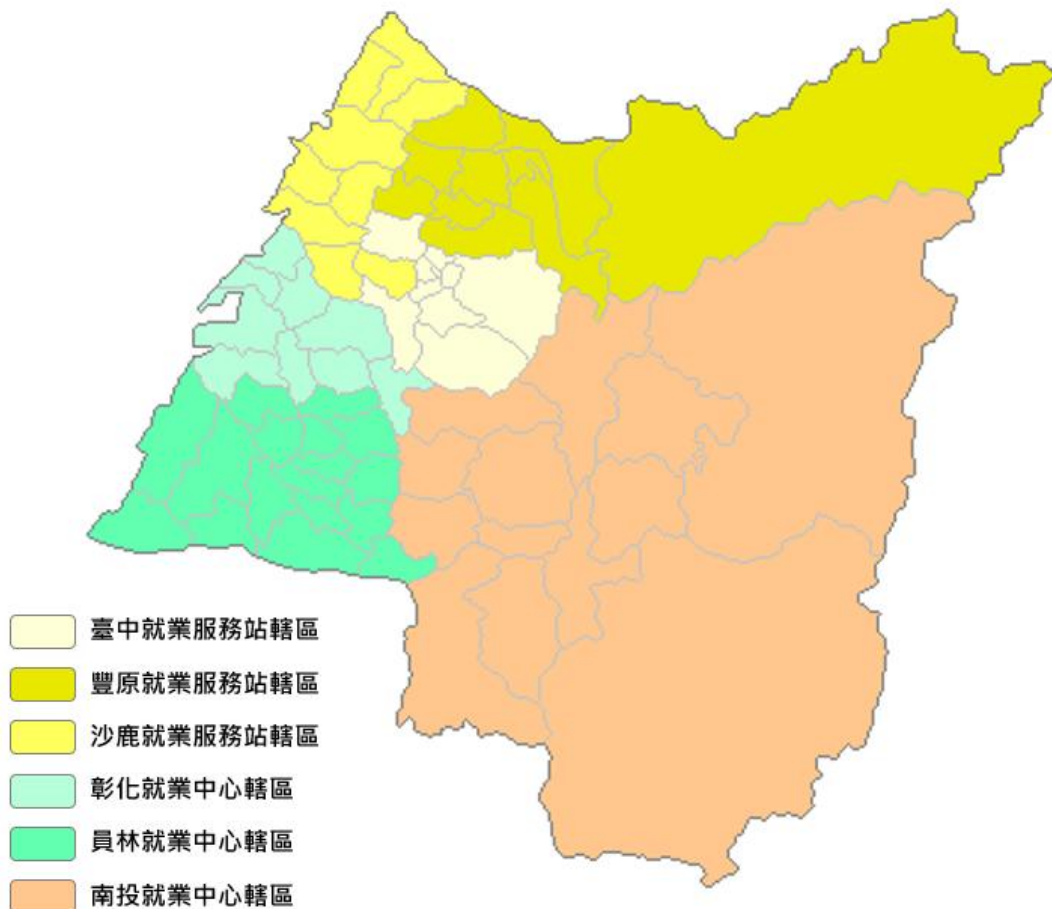 臺中就業服務站轄區
豐原就業服務站轄區
沙鹿就業服務站轄區
彰化就業中心轄區
員林就業中心轄區
南投就業中心轄區